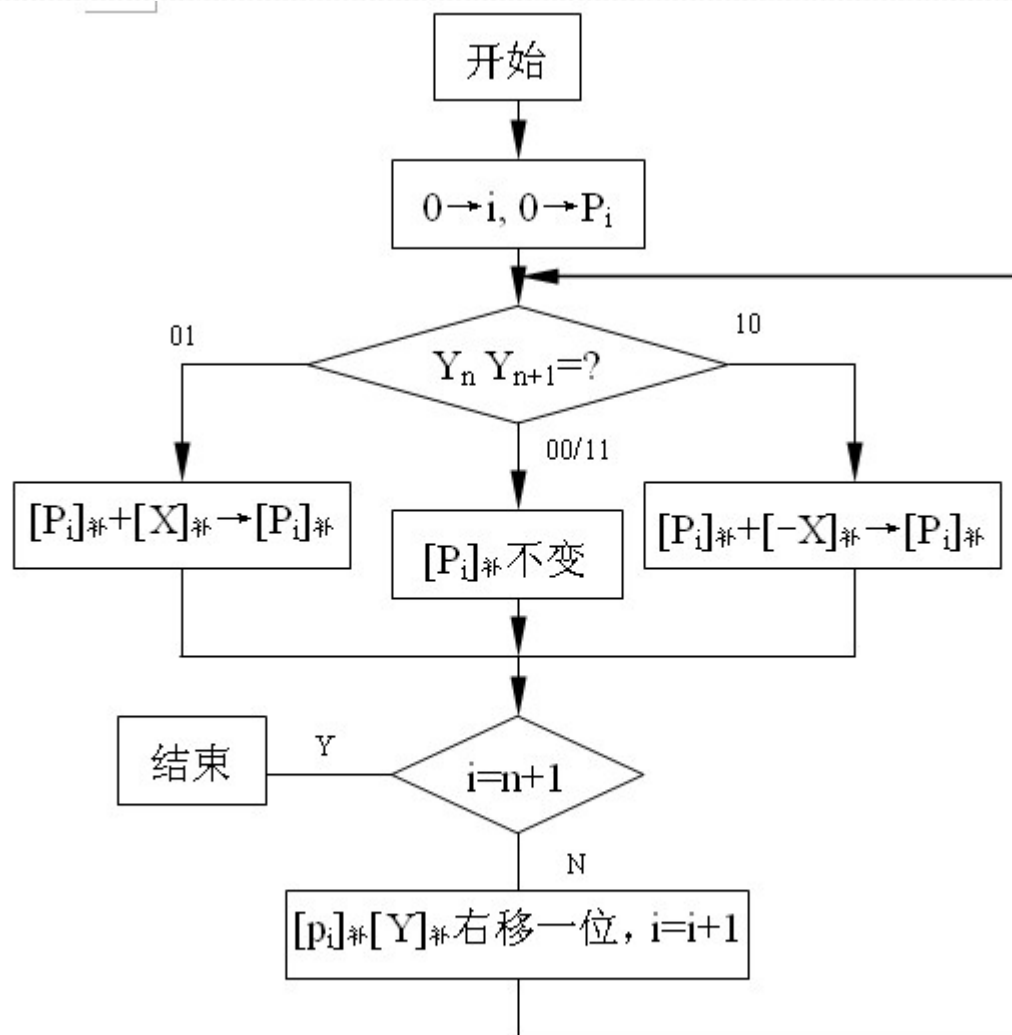 开始
0→i, 0→Pᵢ
01
10
Yₙ Yₙ₊₁=?
00/11
[Pᵢ]补+[X]补→[Pᵢ]补
[Pᵢ]补不变
[Pᵢ]补+[-X]补→[Pᵢ]补
结束
Y
i=n+1
N
[pᵢ]补[Y]补右移一位, i=i+1